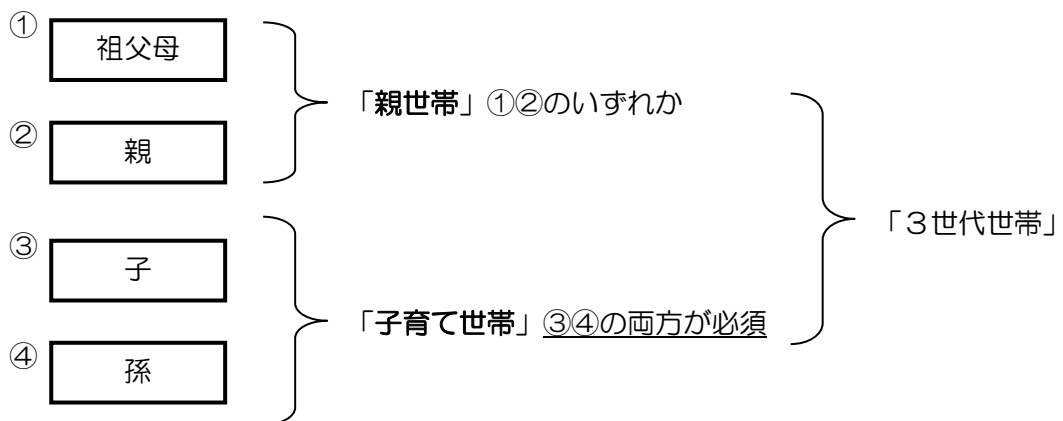 ① 祖父母
「親世帯」①②のいずれか
② 親
「3世代世帯」
③ 子
「子育て世帯」③④の両方が必須
④ 孫